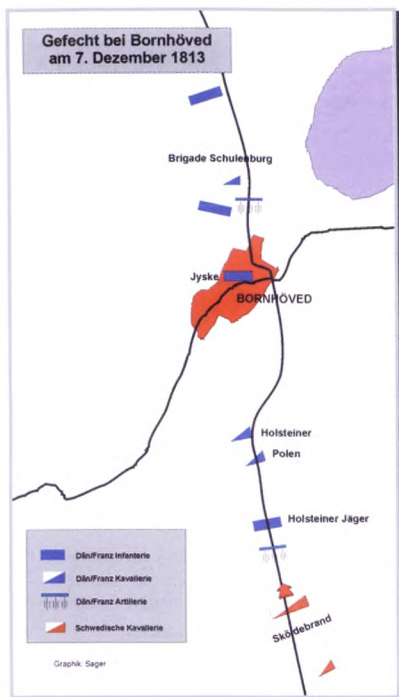 Gefecht bei Bornhöved
am 7. Dezember 1813
Brigade Schulenburg
Jyske
BORNHÖVED
Holsteiner
Polen
Holsteiner Jäger
Sköldebrand
Dän/Franz Infanterie
Dän/Franz Kavallerie
Dän/Franz Artillerie
Schwedische Kavallerie
Graphik: Sager